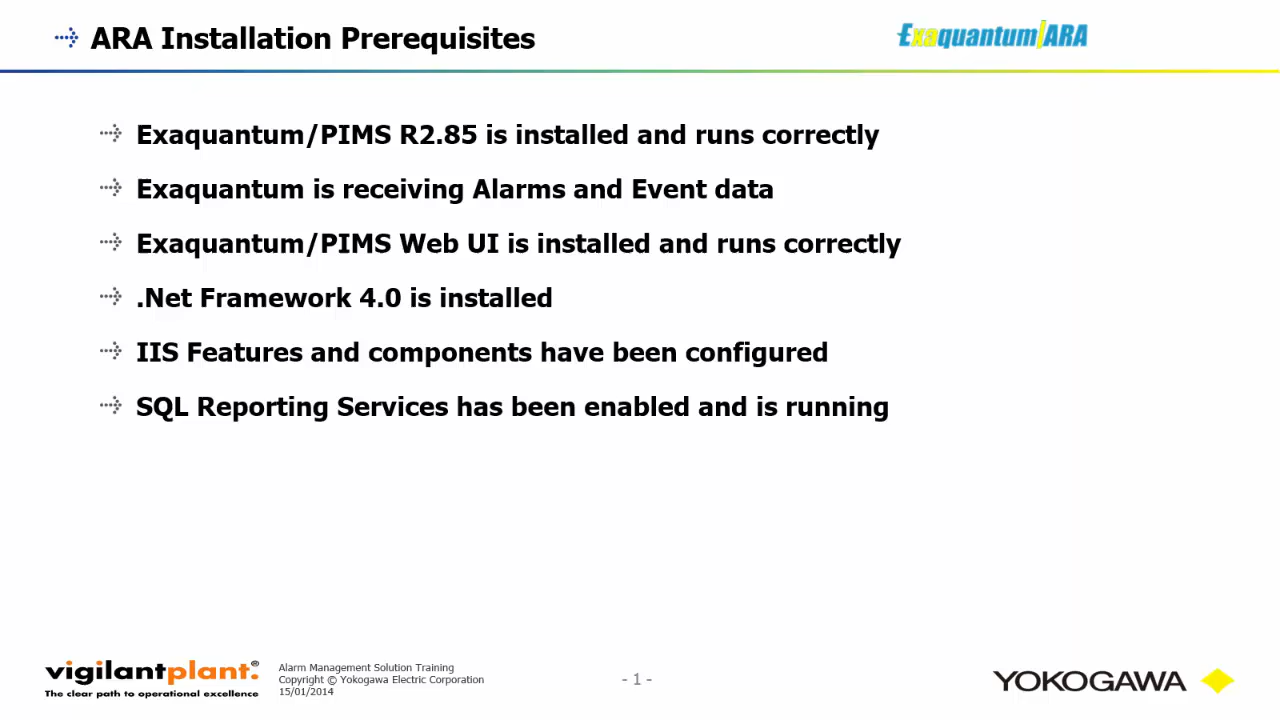 ARA Installation Prerequisites
Exaquantum/ARA
Exaquantum/PIMS R2.85 is installed and runs correctly
Exaquantum is receiving Alarms and Event data
Exaquantum/PIMS Web UI is installed and runs correctly
.Net Framework 4.0 is installed
IIS Features and components have been configured
SQL Reporting Services has been enabled and is running
vigilantplant.®
The clear path to operational excellence
Alarm Management Solution Training
Copyright © Yokogawa Electric Corporation
15/01/2014
- 1 -
YOKOGAWA